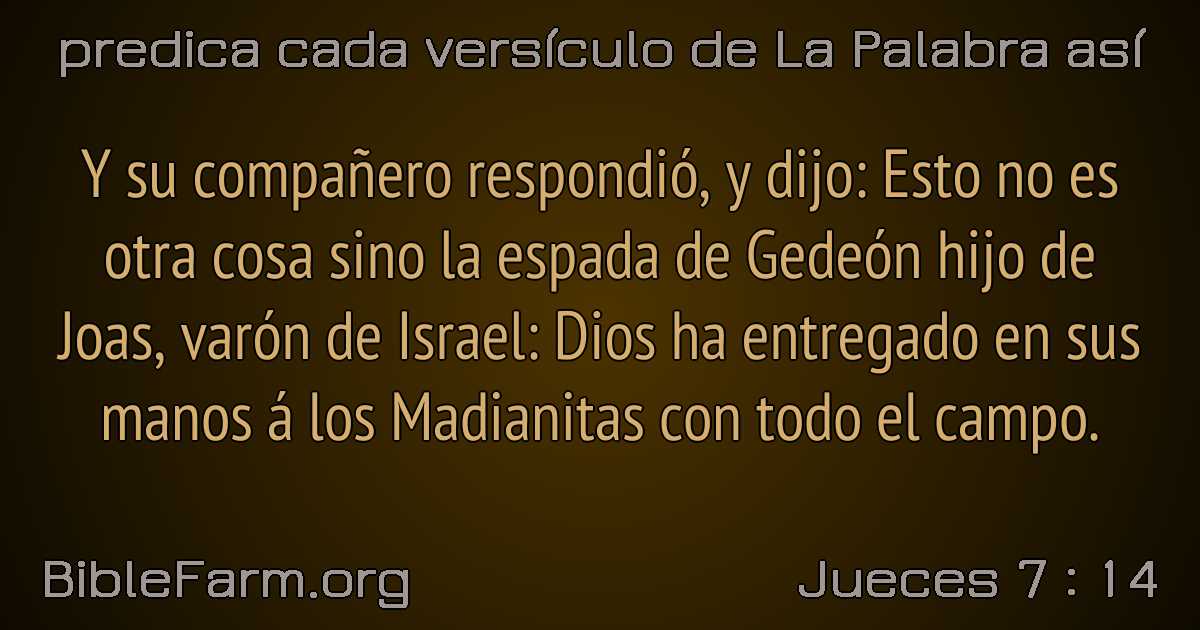 predica cada versículo de La Palabra así
Y su compañero respondió, y dijo: Esto no es
otra cosa sino la espada de Gedeón hijo de
Joas, varón de Israel: Dios ha entregado en sus
manos á los Madianitas con todo el campo.
BibleFarm.org
Jueces 7 : 14